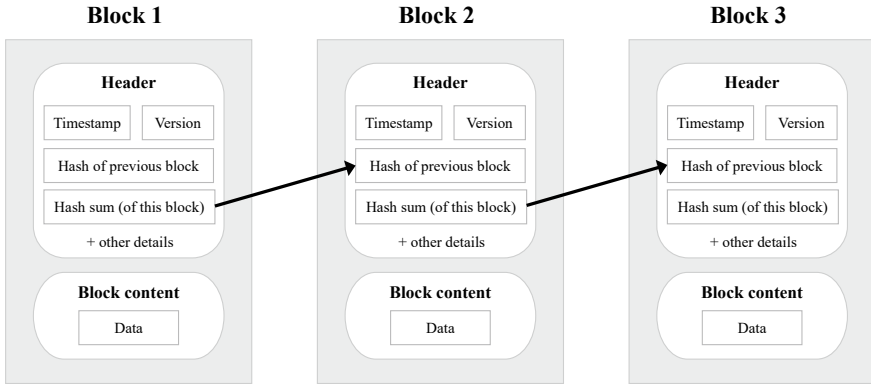 Block 1
Header
Timestamp
Version
Hash of previous block
Hash sum (of this block)
+ other details
Block content
Data
Block 2
Header
Timestamp
Version
Hash of previous block
Hash sum (of this block)
+ other details
Block content
Data
Block 3
Header
Timestamp
Version
Hash of previous block
Hash sum (of this block)
+ other details
Block content
Data